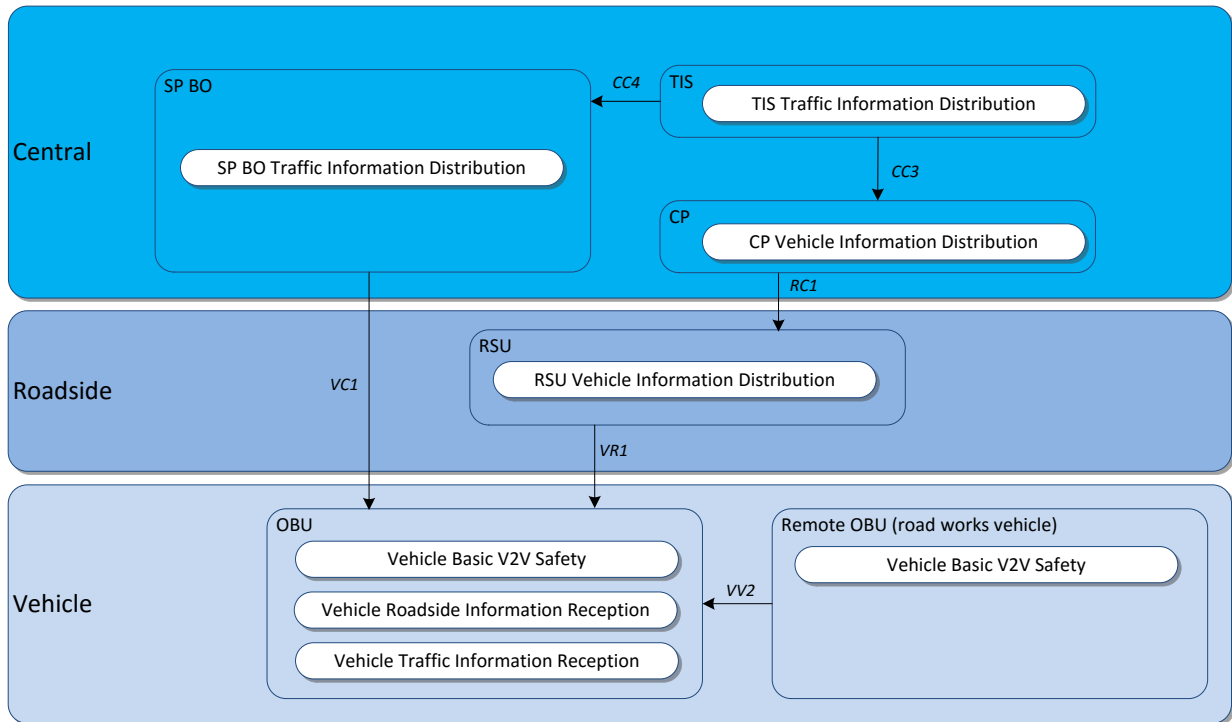 Central
SP BO
SP BO Traffic Information Distribution
CC4
TIS
TIS Traffic Information Distribution
CC3
CP
CP Vehicle Information Distribution
RC1
Roadside
VC1
RSU
RSU Vehicle Information Distribution
VR1
Vehicle
OBU
Vehicle Basic V2V Safety
Vehicle Roadside Information Reception
Vehicle Traffic Information Reception
VV2
Remote OBU (road works vehicle)
Vehicle Basic V2V Safety